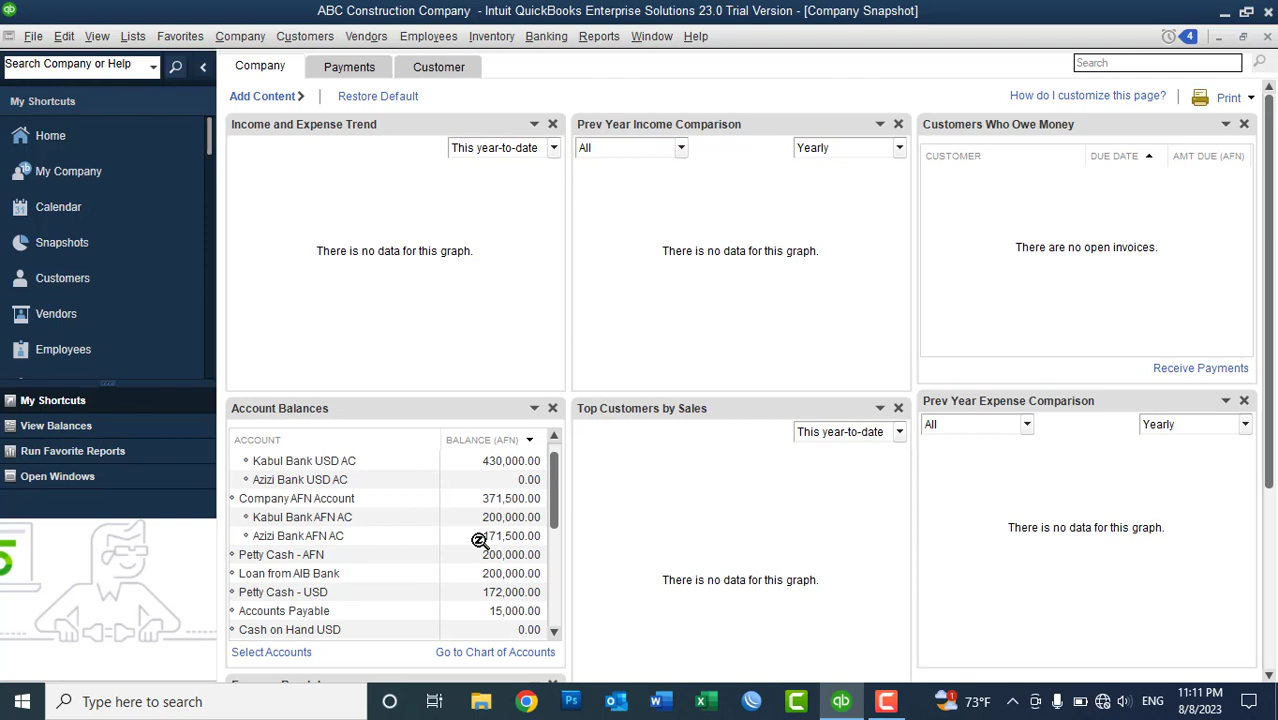 ABC Construction Company - Intuit QuickBooks Enterprise Solutions 23.0 Trial Version - [Company Snapshot]
File Edit View Lists Favorites Company Customers Vendors Employees Inventory Banking Reports Window Help
4
Search Company or Help
My Shortcuts
Home
My Company
Calendar
Snapshots
Customers
Vendors
Employees
My Shortcuts
View Balances
Run Favorite Reports
Open Windows
Company Payments Customer
Search
Add Content Restore Default
How do I customize this page? Print
Income and Expense Trend
This year-to-date
There is no data for this graph.
Prev Year Income Comparison
All Yearly
There is no data for this graph.
Customers Who Owe Money
CUSTOMER DUE DATE AMT DUE (AFN)
There are no open invoices.
Receive Payments
Account Balances
ACCOUNT BALANCE (AFN)
Kabul Bank USD AC 430,000.00
Azizi Bank USD AC 0.00
Company AFN Account 371,500.00
Kabul Bank AFN AC 200,000.00
Azizi Bank AFN AC 171,500.00
Petty Cash - AFN 200,000.00
Loan from AIB Bank 200,000.00
Petty Cash - USD 172,000.00
Accounts Payable 15,000.00
Cash on Hand USD 0.00
Select Accounts Go to Chart of Accounts
Top Customers by Sales
This year-to-date
There is no data for this graph.
Prev Year Expense Comparison
All Yearly
There is no data for this graph.
Type here to search
73°F
ENG
11:11 PM
8/8/2023